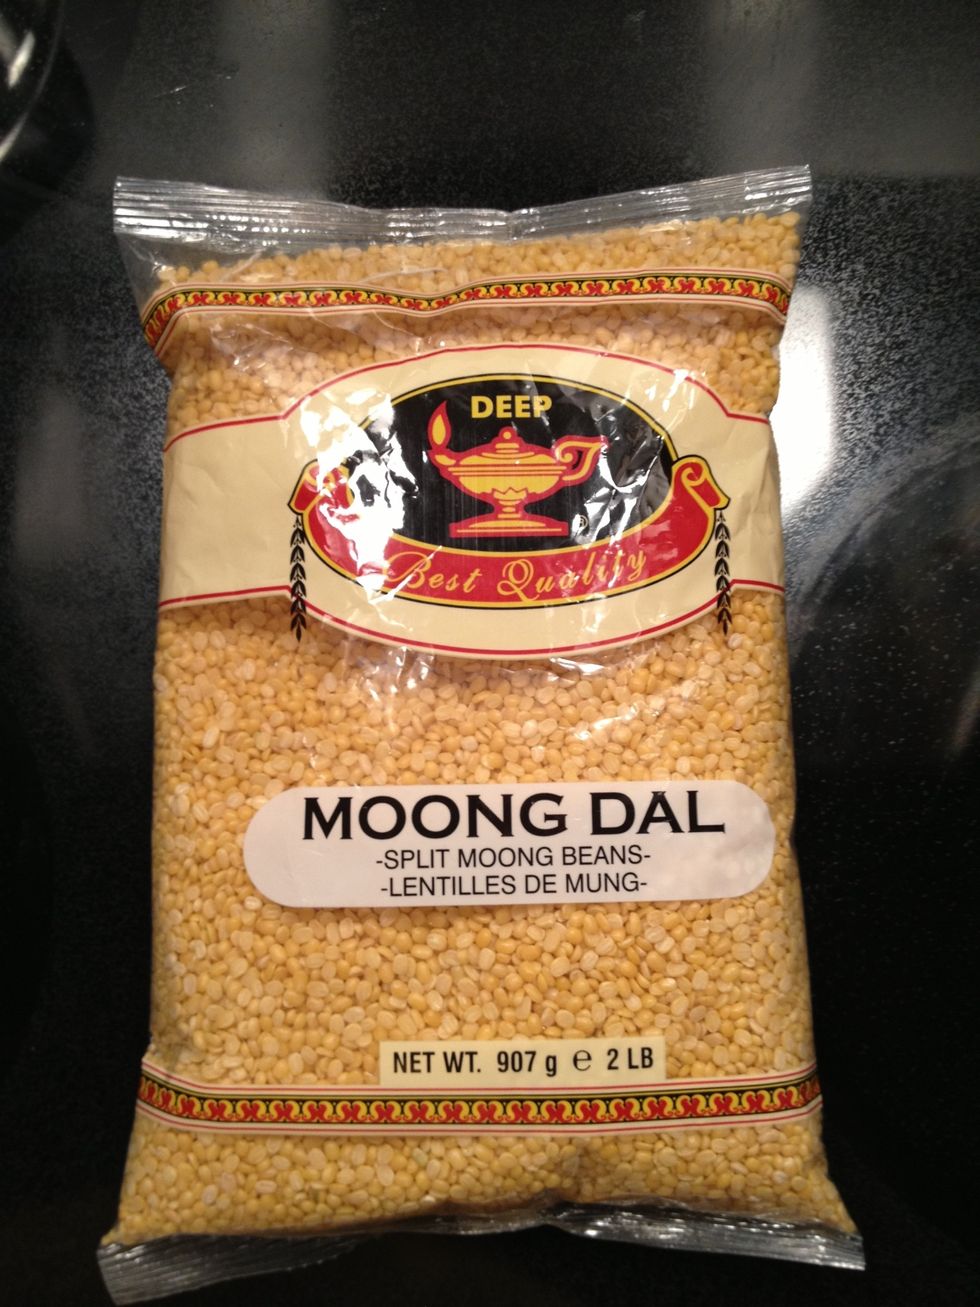 DEEP
®
Best Quality
MOONG DAL
-SPLIT MOONG BEANS-
-LENTILLES DE MUNG-
NET WT. 907 g e 2 LB